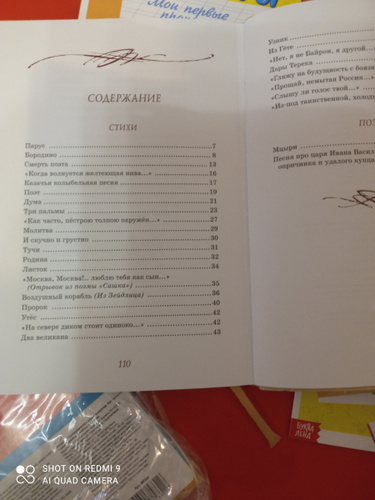 Мои первые
СОДЕРЖАНИЕ
СТИХИ
Парус 7
Бородино 8
Смерть поэта 13
«Когда волнуется желтеющая нива...» 16
Казачья колыбельная песня 17
Поэт 19
Дума 21
Три пальмы 23
«Как часто, пёстрою толпою окружён...» 27
Молитва 29
И скучно и грустно 30
Тучи 31
Родина 32
Листок 34
«Москва, Москва!.. люблю тебя как сын...»
(Отрывок из поэмы «Сашка») 35
Воздушный корабль (Из Зейдлица) 36
Пророк 40
Утёс 42
«На севере диком стоит одиноко...» 42
Два великана 43
110
Узник
Из Гёте
«Нет, я не Байрон, я другой...»
Дары Терека
«Гляжу на будущность с боязн
«Прощай, немытая Россия...»
«Слышу ли голос твой...»
«Из-под таинственной, холод
ПОЭ
Мцыри
Песня про царя Ивана Васил
опричника и удалого купца
БУКВА
ЛЕНД
SHOT ON REDMI 9
AI QUAD CAMERA